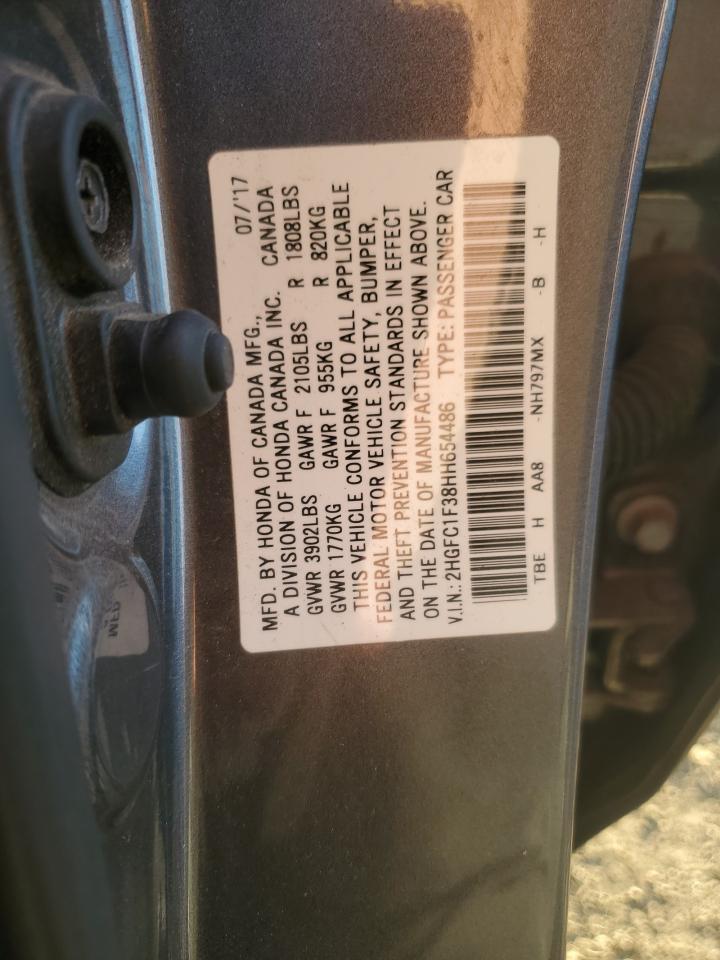 MFD. BY HONDA OF CANADA MFG., 07/'17
A DIVISION OF HONDA CANADA INC. CANADA
GVWR 3902LBS GAWR F 2105LBS R 1808LBS
GVWR 1770KG GAWR F 955KG R 820KG
THIS VEHICLE CONFORMS TO ALL APPLICABLE
FEDERAL MOTOR VEHICLE SAFETY, BUMPER,
AND THEFT PREVENTION STANDARDS IN EFFECT
ON THE DATE OF MANUFACTURE SHOWN ABOVE.
V.I.N.: 2HGFC1F38HH654486 TYPE: PASSENGER CAR
TBE H AA8 -NH797MX -B -H